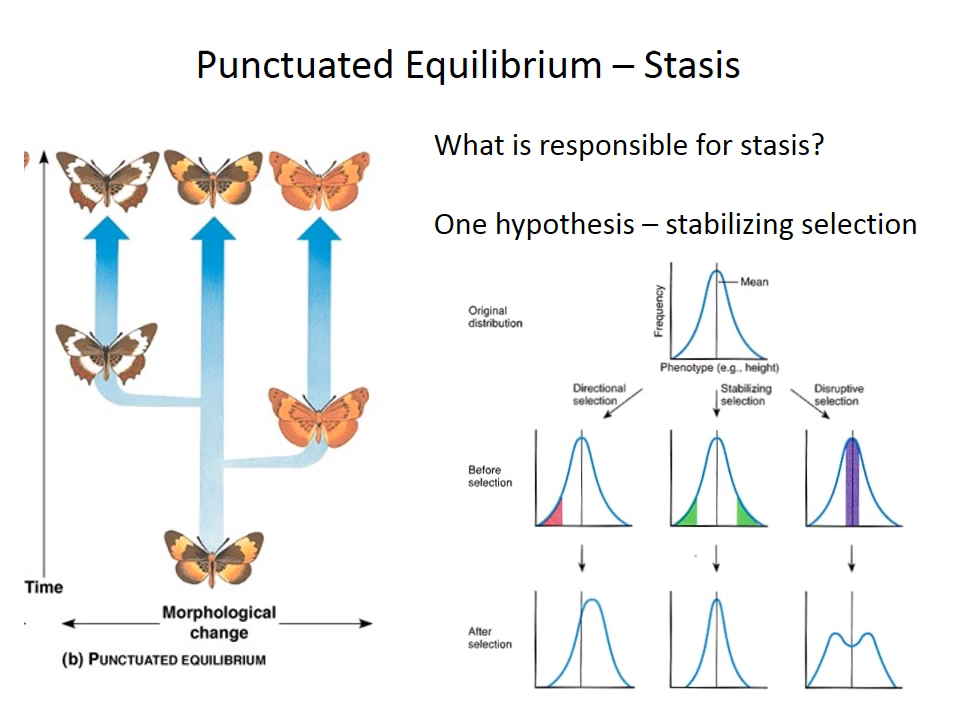 Punctuated Equilibrium – Stasis
What is responsible for stasis?
One hypothesis – stabilizing selection
Time
Morphological
change
(b) PUNCTUATED EQUILIBRIUM
Original
distribution
Frequency
Mean
Phenotype (e.g., height)
Directional
selection
Stabilizing
selection
Disruptive
selection
Before
selection
After
selection